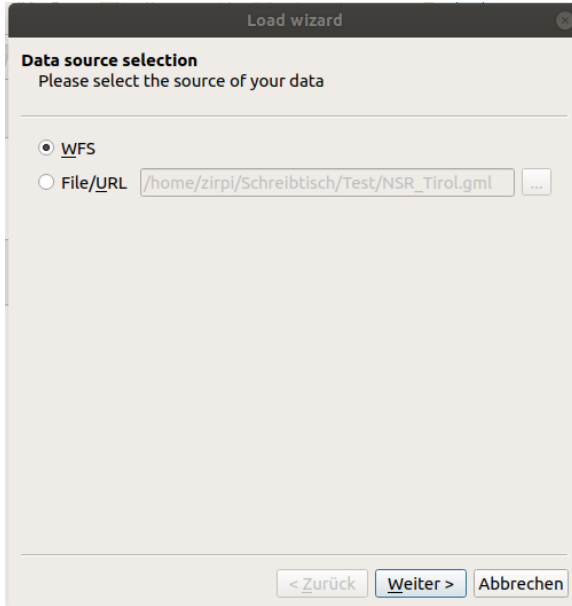 Load wizard
Data source selection
Please select the source of your data
WFS
File/URL /home/zirpi/Schreibtisch/Test/NSR_Tirol.gml ...
< Zurück Weiter > Abbrechen